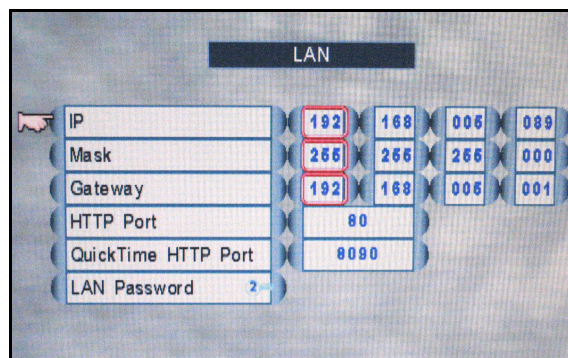 LAN
IP 192 168 005 089
Mask 255 255 255 000
Gateway 192 168 005 001
HTTP Port 80
QuickTime HTTP Port 8090
LAN Password 2